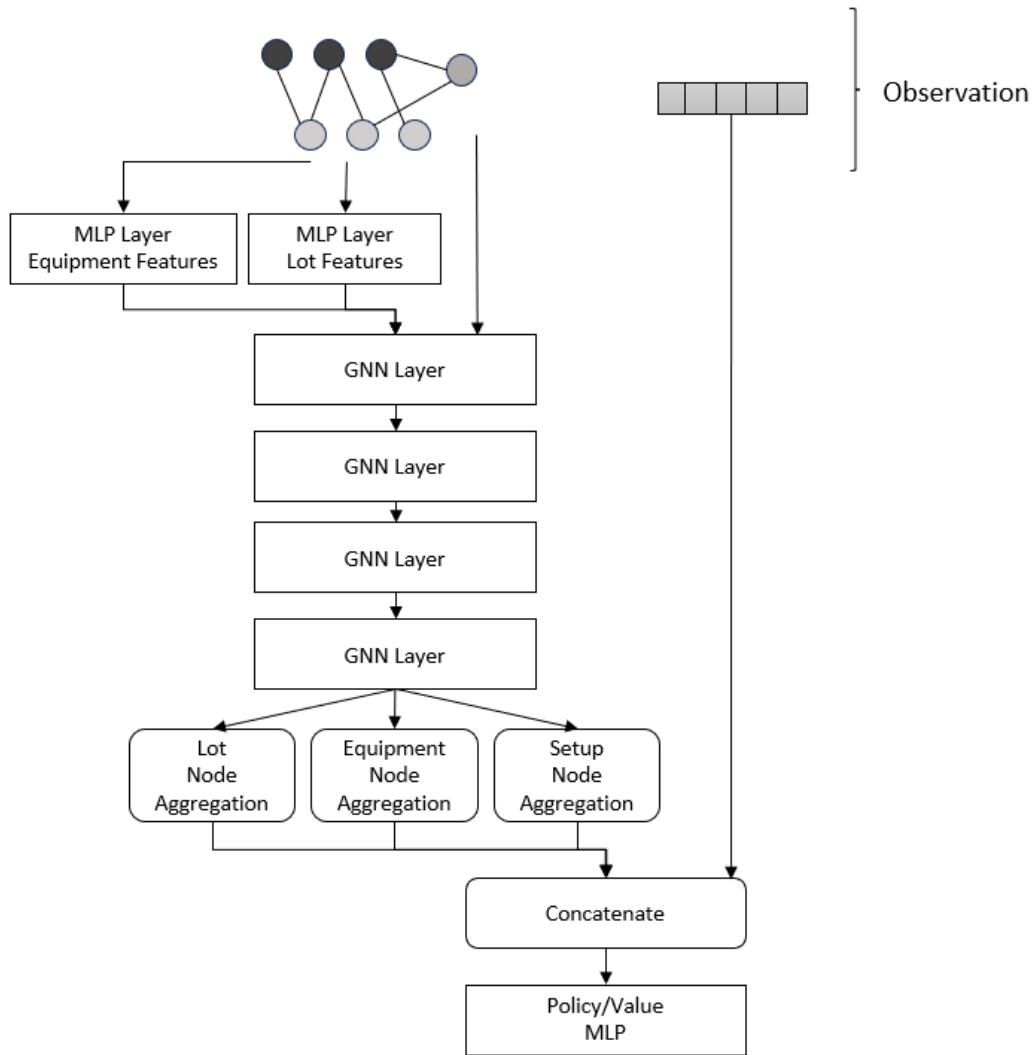 Observation
MLP Layer
Equipment Features
MLP Layer
Lot Features
GNN Layer
GNN Layer
GNN Layer
GNN Layer
Lot
Node
Aggregation
Equipment
Node
Aggregation
Setup
Node
Aggregation
Concatenate
Policy/Value
MLP